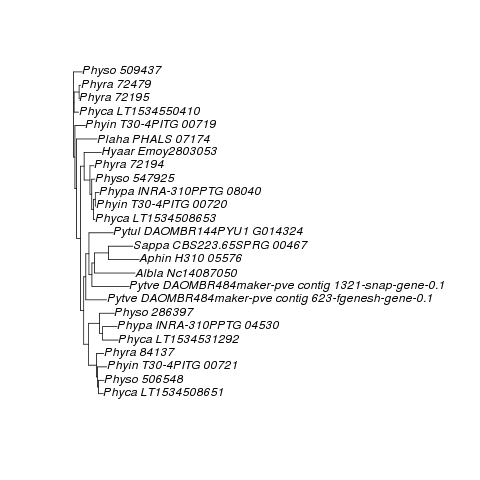 Physo 509437
Phyra 72479
Phyra 72195
Phyca LT1534550410
Phyin T30-4PITG 00719
Plaha PHALS 07174
Hyaar Emoy2803053
Phyra 72194
Physo 547925
Phypa INRA-310PPTG 08040
Phyin T30-4PITG 00720
Phyca LT1534508653
Pytul DAOMBR144PYU1 G014324
Sappa CBS223.65SPRG 00467
Aphin H310 05576
Albla Nc14087050
Pytve DAOMBR484maker-pve contig 1321-snap-gene-0.1
Pytve DAOMBR484maker-pve contig 623-fgenesh-gene-0.1
Physo 286397
Phypa INRA-310PPTG 04530
Phyca LT1534531292
Phyra 84137
Phyin T30-4PITG 00721
Physo 506548
Phyca LT1534508651